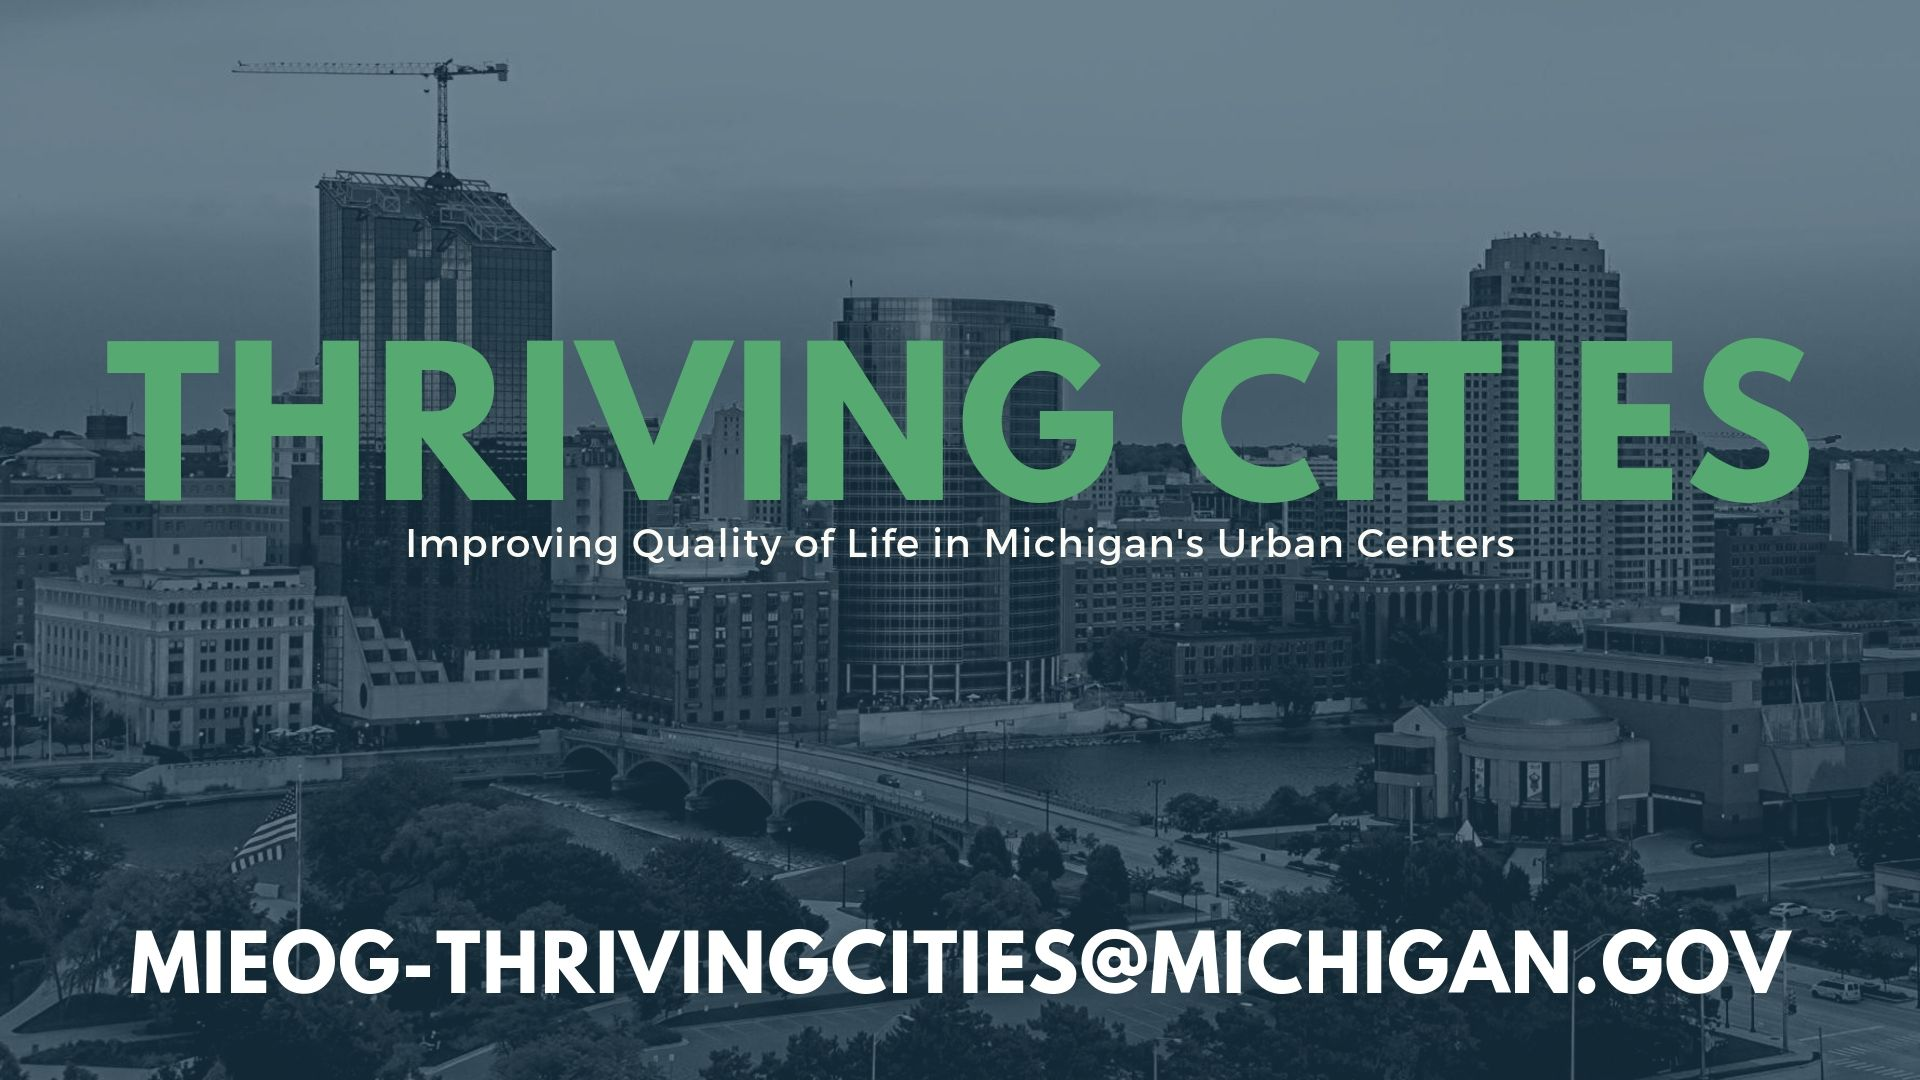 THRIVING CITIES
Improving Quality of Life in Michigan's Urban Centers
MIEOG-THRIVINGCITIES@MICHIGAN.GOV